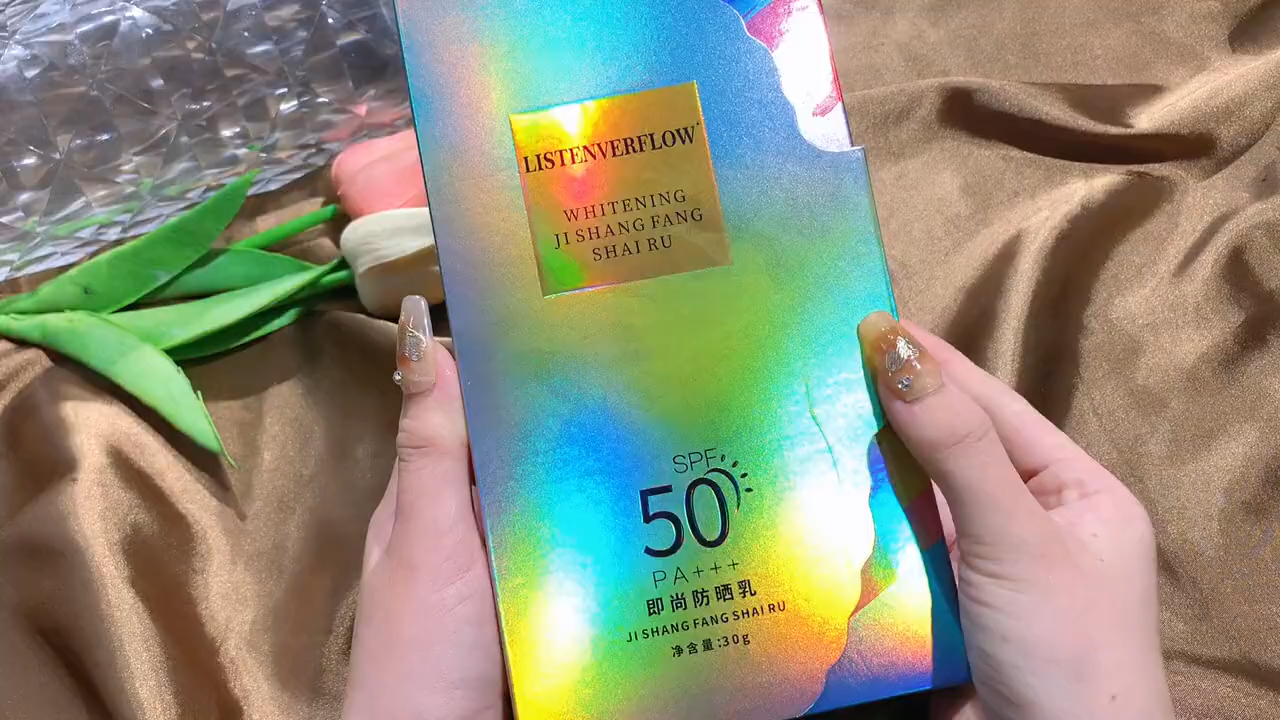 LISTENVERFLOW
WHITENING
JI SHANG FANG
SHAI RU
SPF
50
PA+++
即尚防晒乳
JI SHANG FANG SHAI RU
净含量:30g